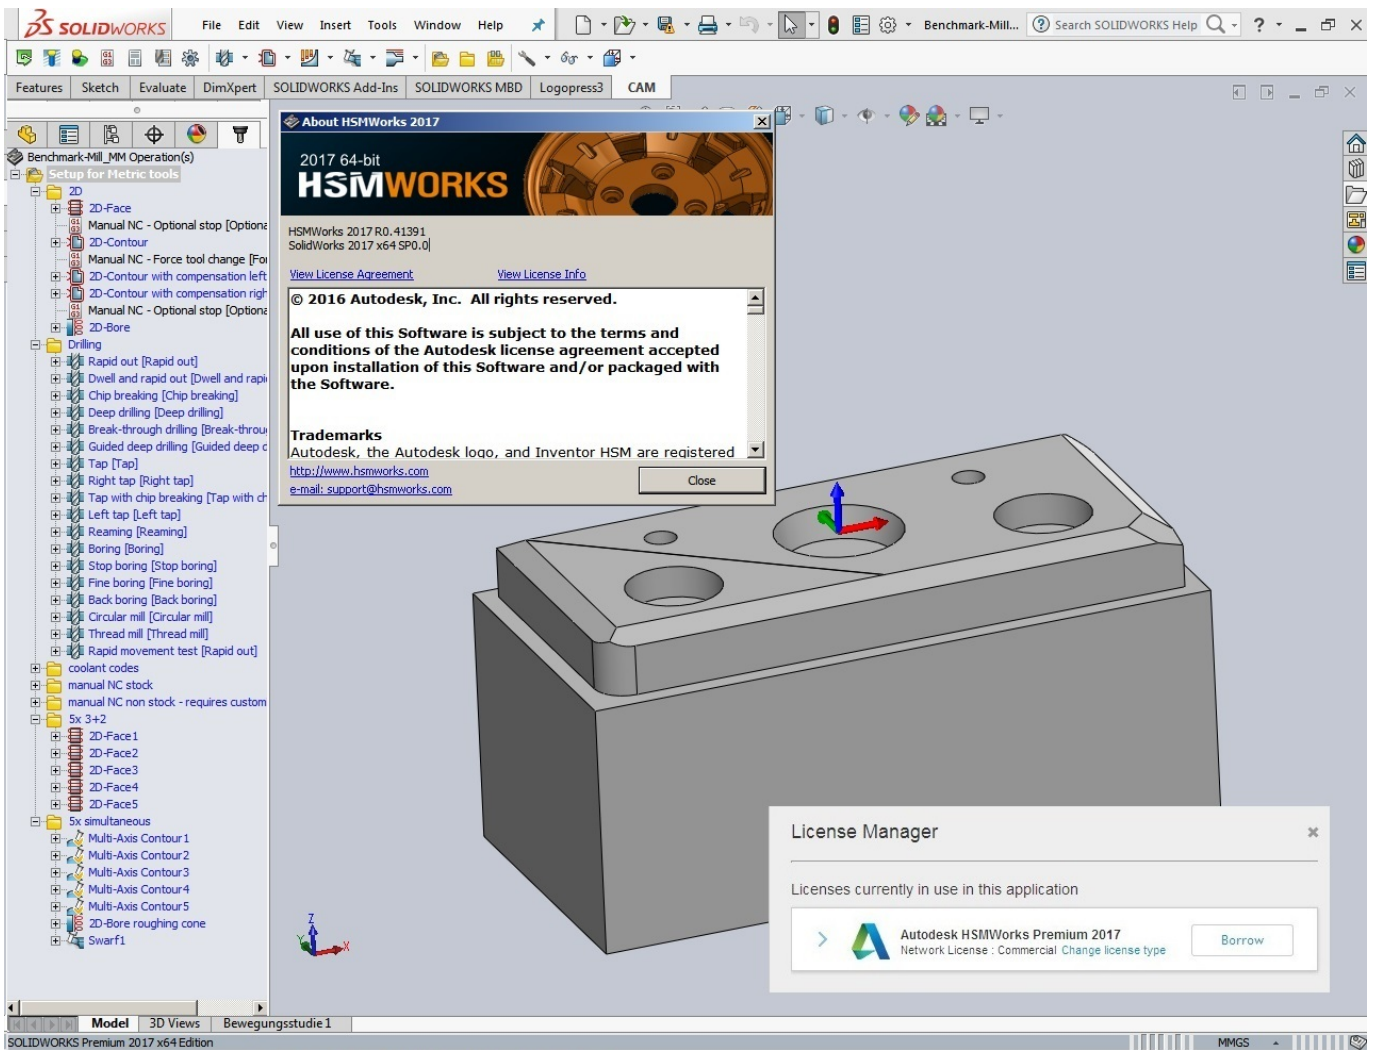 SOLIDWORKS File Edit View Insert Tools Window Help Benchmark-Mill... Search SOLIDWORKS Help ?
Features Sketch Evaluate DimXpert SOLIDWORKS Add-Ins SOLIDWORKS MBD Logopress3 CAM
Benchmark-Mill_MM Operation(s)
Setup for Metric tools
2D
2D-Face
Manual NC - Optional stop [Optiona
2D-Contour
Manual NC - Force tool change [For
2D-Contour with compensation left
2D-Contour with compensation righ
Manual NC - Optional stop [Optiona
2D-Bore
Drilling
Rapid out [Rapid out]
Dwell and rapid out [Dwell and rapi
Chip breaking [Chip breaking]
Deep drilling [Deep drilling]
Break-through drilling [Break-throu
Guided deep drilling [Guided deep d
Tap [Tap]
Right tap [Right tap]
Tap with chip breaking [Tap with ch
Left tap [Left tap]
Reaming [Reaming]
Boring [Boring]
Stop boring [Stop boring]
Fine boring [Fine boring]
Back boring [Back boring]
Circular mill [Circular mill]
Thread mill [Thread mill]
Rapid movement test [Rapid out]
coolant codes
manual NC stock
manual NC non stock - requires custom
5x 3+2
2D-Face1
2D-Face2
2D-Face3
2D-Face4
2D-Face5
5x simultaneous
Multi-Axis Contour1
Multi-Axis Contour2
Multi-Axis Contour3
Multi-Axis Contour4
Multi-Axis Contour5
2D-Bore roughing cone
Swarf1
About HSMWorks 2017
2017 64-bit
HSMWORKS
HSMWorks 2017 R0.41391
SolidWorks 2017 x64 SP0.0
View License Agreement View License Info
© 2016 Autodesk, Inc. All rights reserved.
All use of this Software is subject to the terms and
conditions of the Autodesk license agreement accepted
upon installation of this Software and/or packaged with
the Software.
Trademarks
Autodesk, the Autodesk logo, and Inventor HSM are registered
http://www.hsmworks.com
e-mail: support@hsmworks.com
Close
Z
Y X
License Manager
Licenses currently in use in this application
Autodesk HSMWorks Premium 2017
Network License : Commercial Change license type
Borrow
Model 3D Views Bewegungsstudie 1
SOLIDWORKS Premium 2017 x64 Edition MMGS